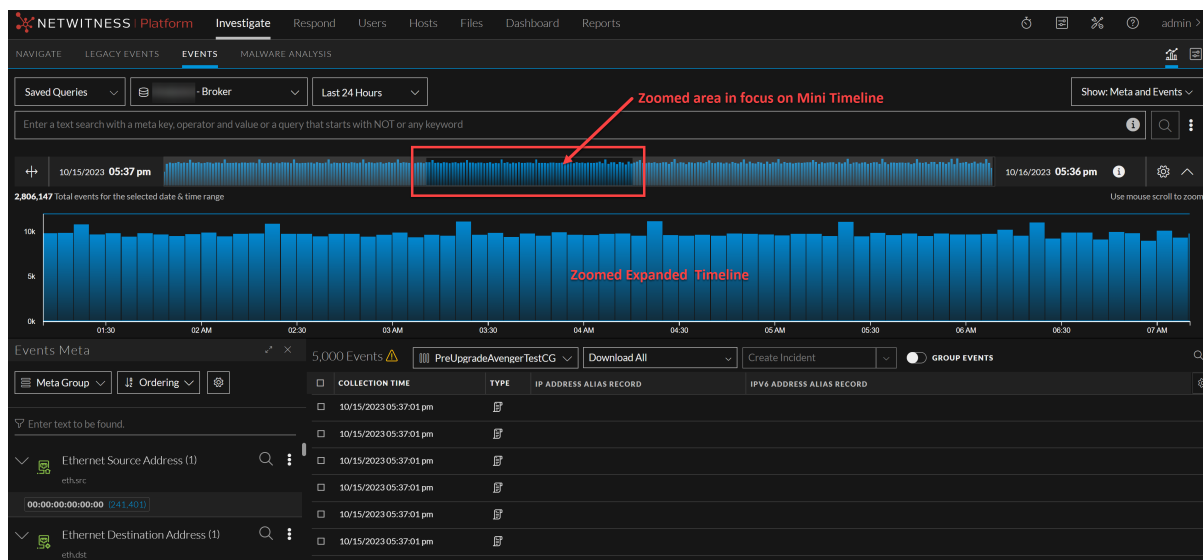 NETWITNESS Platform Investigate Respond Users Hosts Files Dashboard Reports admin >
NAVIGATE LEGACY EVENTS EVENTS MALWARE ANALYSIS
Saved Queries - Broker Last 24 Hours Show: Meta and Events
Zoomed area in focus on Mini Timeline
Enter a text search with a meta key, operator and value or a query that starts with NOT or any keyword
10/15/2023 05:37 pm 10/16/2023 05:36 pm
2,806,147 Total events for the selected date & time range Use mouse scroll to zoom
10k
5k
Zoomed Expanded Timeline
0k
01:30 02 AM 02:30 03 AM 03:30 04 AM 04:30 05 AM 05:30 06 AM 06:30 07 AM
Events Meta
5,000 Events PreUpgradeAvengerTestCG Download All Create Incident GROUP EVENTS
Meta Group Ordering
COLLECTION TIME TYPE IP ADDRESS ALIAS RECORD IPV6 ADDRESS ALIAS RECORD
10/15/2023 05:37:01 pm
Enter text to be found.
10/15/2023 05:37:01 pm
Ethernet Source Address (1)
eth.src
10/15/2023 05:37:01 pm
10/15/2023 05:37:01 pm
00:00:00:00:00:00 (241,401)
10/15/2023 05:37:01 pm
Ethernet Destination Address (1)
eth.dst
10/15/2023 05:37:01 pm